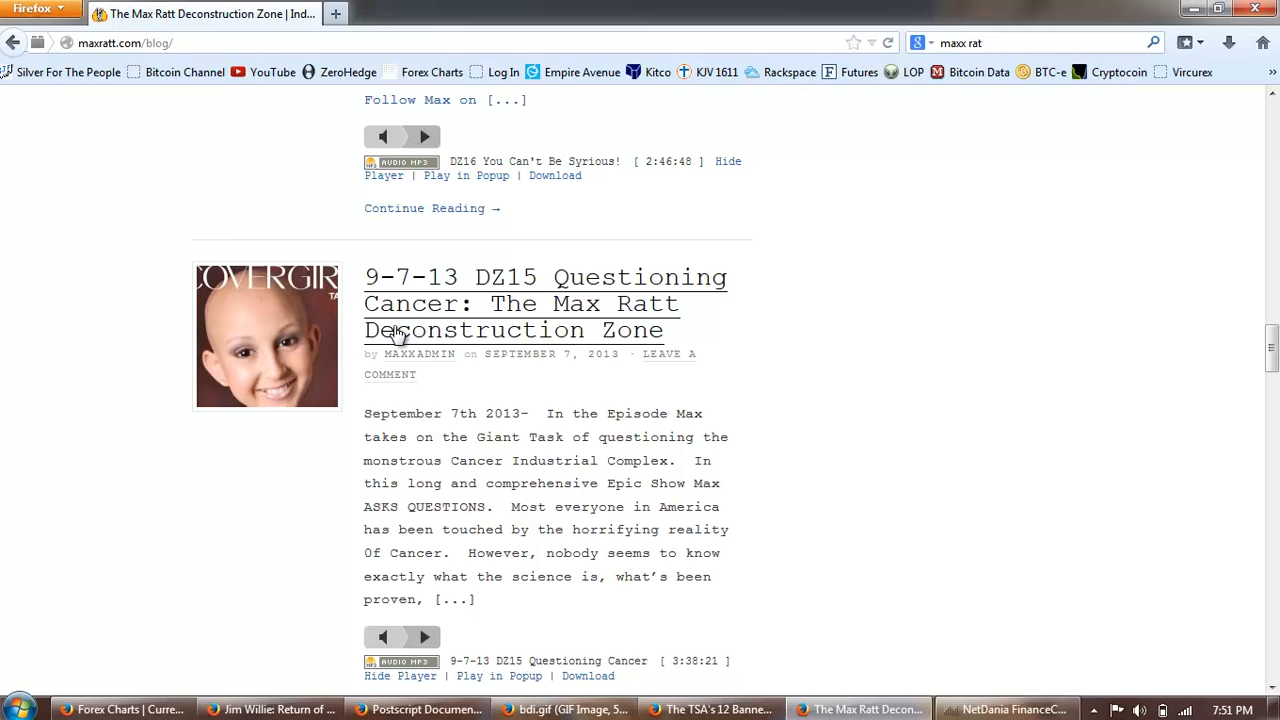 Firefox
The Max Ratt Deconstruction Zone | Ind...
maxratt.com/blog/
maxx rat
Silver For The People Bitcoin Channel YouTube ZeroHedge Forex Charts Log In Empire Avenue Kitco KJV 1611 Rackspace Futures LOP Bitcoin Data BTC-e Cryptocoin Vircurex »
Follow Max on [...]
AUDIO MP3 DZ16 You Can't Be Syrious! [ 2:46:48 ] Hide
Player | Play in Popup | Download
Continue Reading →
COVERGIR
TA
9-7-13 DZ15 Questioning
Cancer: The Max Ratt
Deconstruction Zone
by MAXXADMIN on SEPTEMBER 7, 2013 · LEAVE A
COMMENT
September 7th 2013- In the Episode Max
takes on the Giant Task of questioning the
monstrous Cancer Industrial Complex. In
this long and comprehensive Epic Show Max
ASKS QUESTIONS. Most everyone in America
has been touched by the horrifying reality
0f Cancer. However, nobody seems to know
exactly what the science is, what's been
proven, [...]
AUDIO MP3 9-7-13 DZ15 Questioning Cancer [ 3:38:21 ]
Hide Player | Play in Popup | Download
Forex Charts | Curre... Jim Willie: Return of ... Postscript Documen... bdi.gif (GIF Image, 5... The TSA's 12 Banne... The Max Ratt Decon... NetDania FinanceC... 7:51 PM